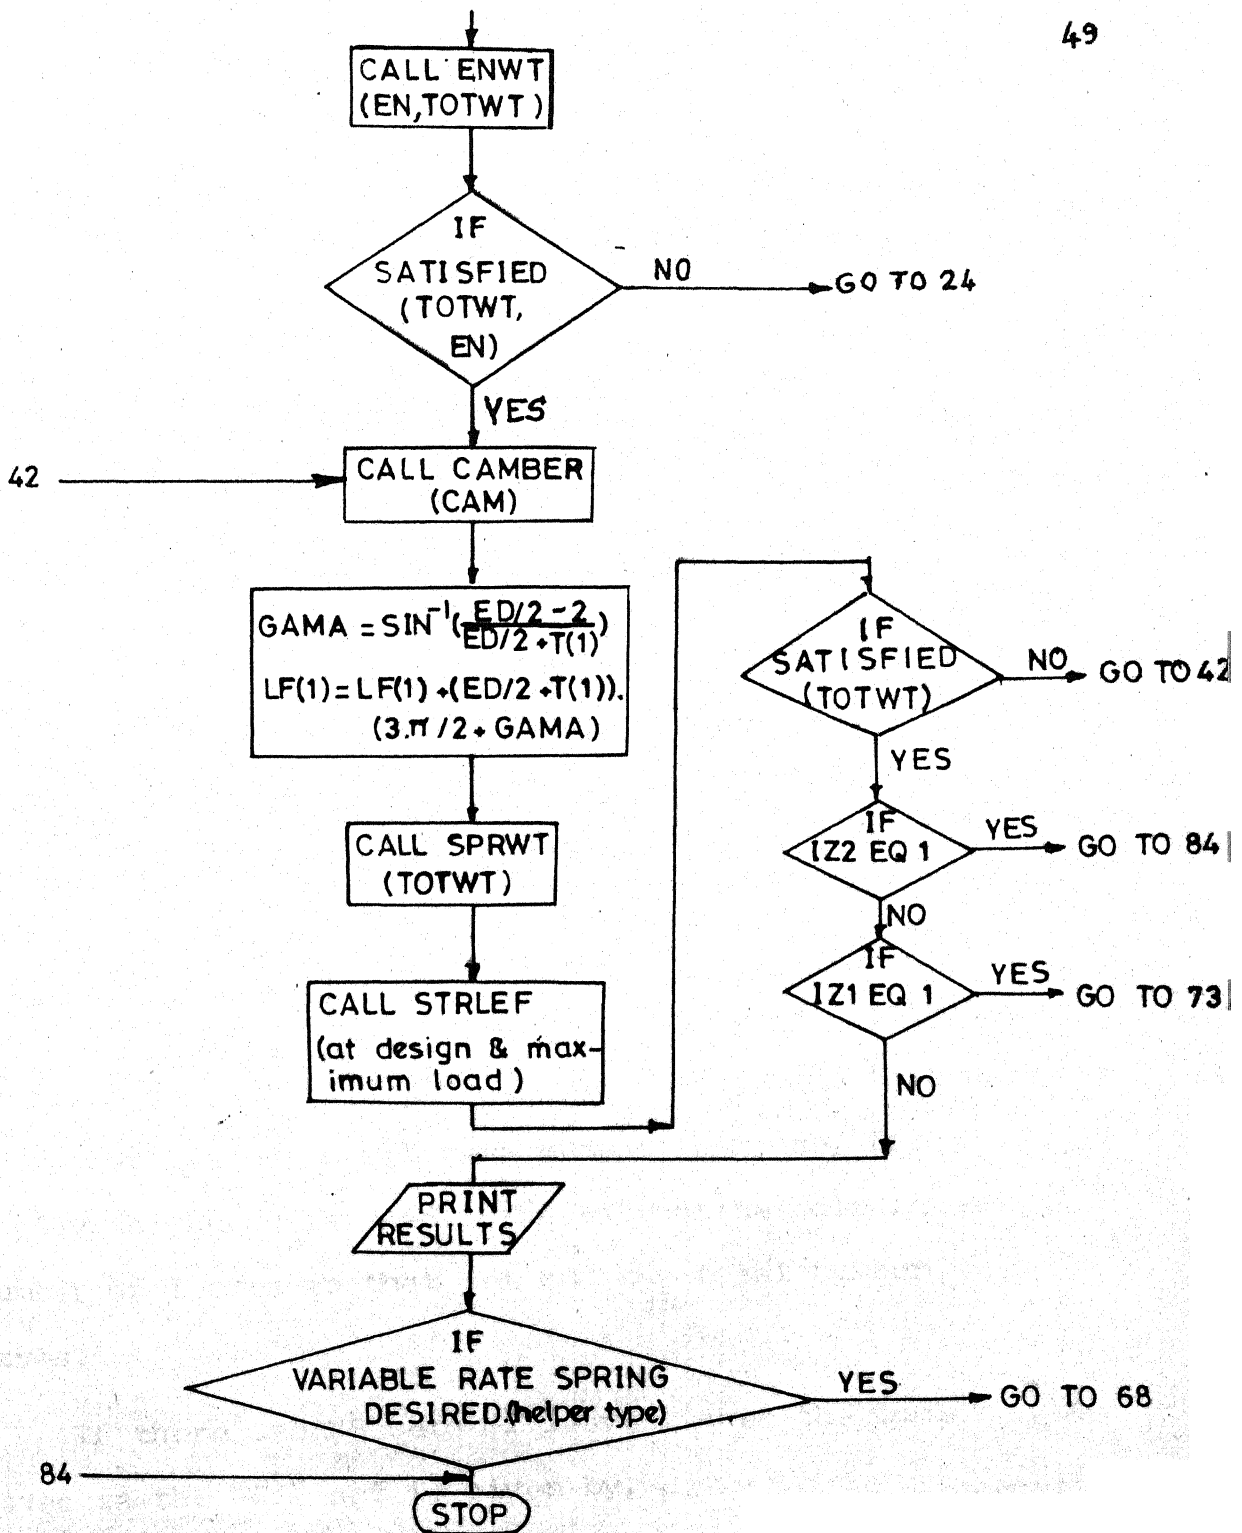 49
CALL ENWT
(EN,TOTWT)
IF
SATISFIED
(TOTWT,
EN)
NO
GO TO 24
YES
42
CALL CAMBER
(CAM)
GAMA = SIN⁻¹(ED/2 - 2 / ED/2 + T(1))
LF(1) = LF(1) + (ED/2 + T(1)).
(3.π/2 + GAMA)
CALL SPRWT
(TOTWT)
CALL STRLEF
(at design & max-
imum load)
IF
SATISFIED
(TOTWT)
NO
GO TO 42
YES
IF
IZ2 EQ 1
YES
GO TO 84
NO
IF
IZ1 EQ 1
YES
GO TO 73
NO
PRINT
RESULTS
IF
VARIABLE RATE SPRING
DESIRED.(helper type)
YES
GO TO 68
84
STOP